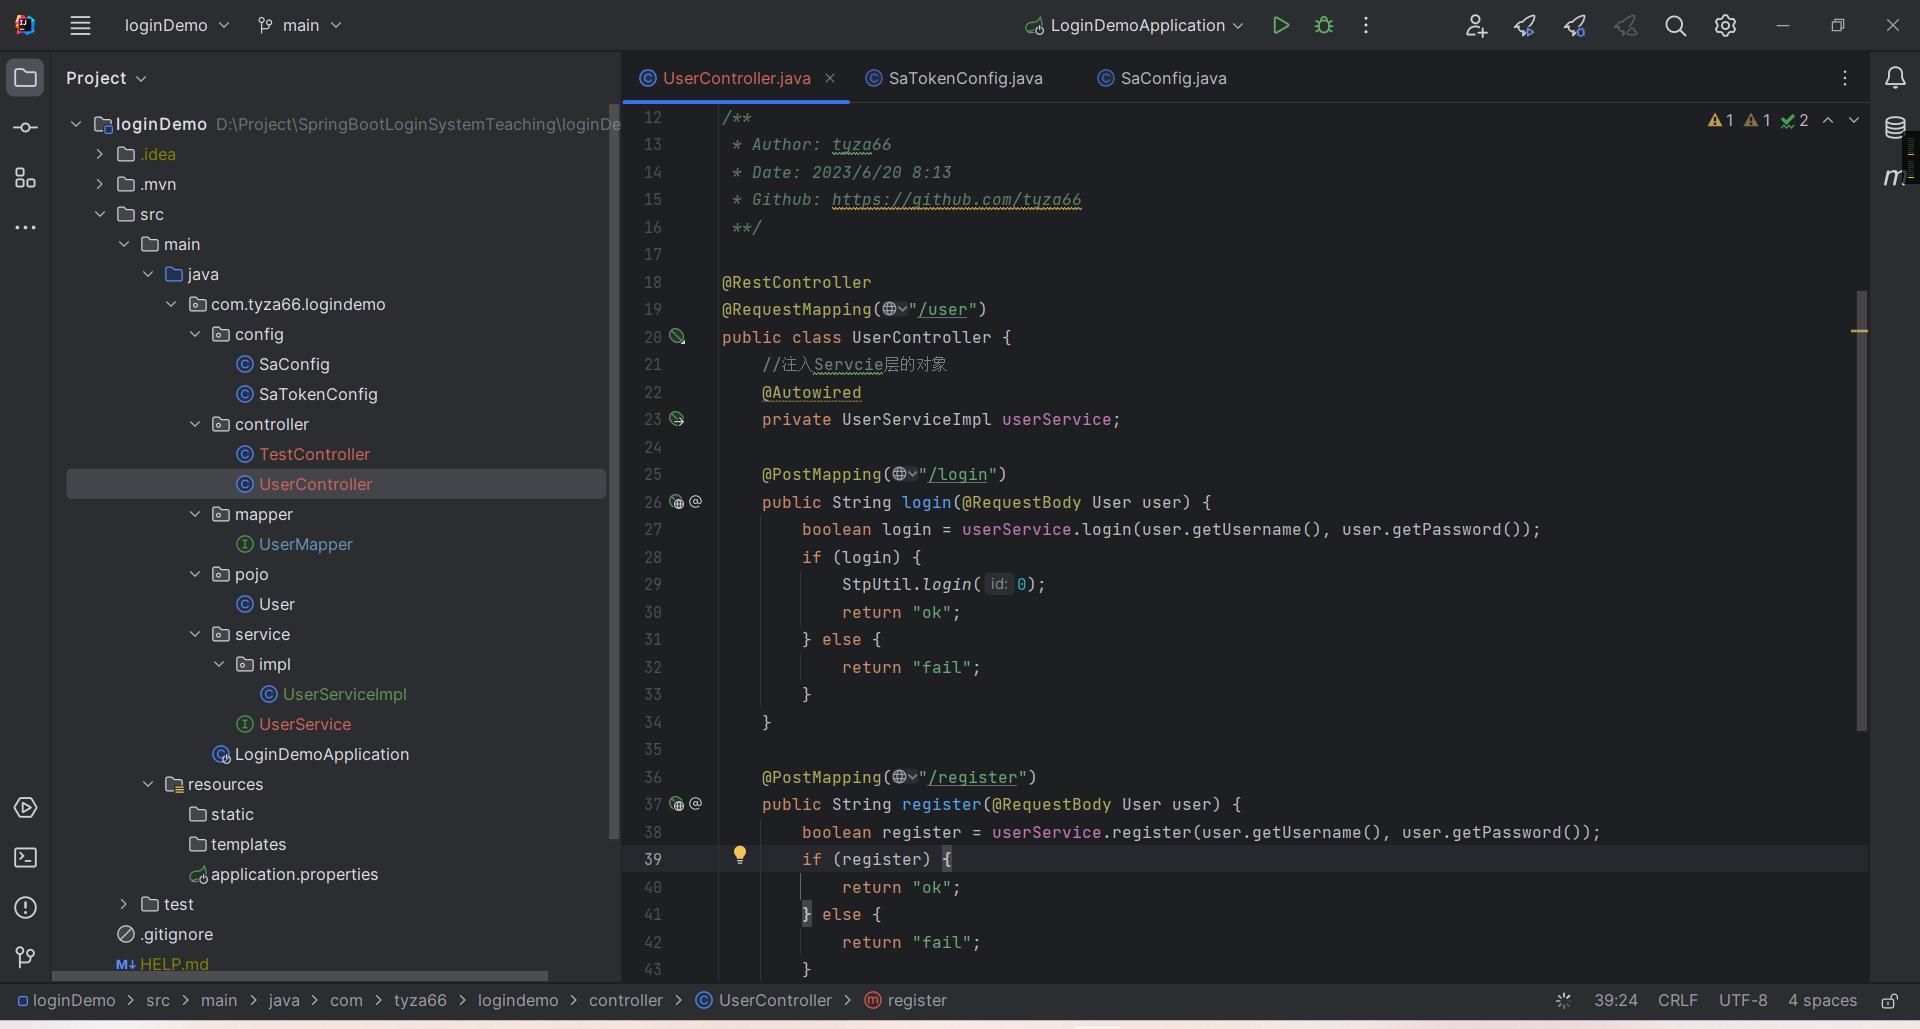 loginDemo main LoginDemoApplication
Project
loginDemo D:\Project\SpringBootLoginSystemTeaching\loginDe
.idea
.mvn
src
main
java
com.tyza66.logindemo
config
SaConfig
SaTokenConfig
controller
TestController
UserController
mapper
UserMapper
pojo
User
service
impl
UserServiceImpl
UserService
LoginDemoApplication
resources
static
templates
application.properties
test
.gitignore
M↓ HELP.md
UserController.java SaTokenConfig.java SaConfig.java
1 1 2
12 /**
13 * Author: tyza66
14 * Date: 2023/6/20 8:13
15 * Github: https://github.com/tyza66
16 **/
17
18 @RestController
19 @RequestMapping("/user")
20 public class UserController {
21 //注入Servcie层的对象
22 @Autowired
23 private UserServiceImpl userService;
24
25 @PostMapping("/login")
26 @ public String login(@RequestBody User user) {
27 boolean login = userService.login(user.getUsername(), user.getPassword());
28 if (login) {
29 StpUtil.login( id: 0);
30 return "ok";
31 } else {
32 return "fail";
33 }
34 }
35
36 @PostMapping("/register")
37 @ public String register(@RequestBody User user) {
38 boolean register = userService.register(user.getUsername(), user.getPassword());
39 if (register) {
40 return "ok";
41 } else {
42 return "fail";
43 }
m
loginDemo > src > main > java > com > tyza66 > logindemo > controller > UserController > register 39:24 CRLF UTF-8 4 spaces